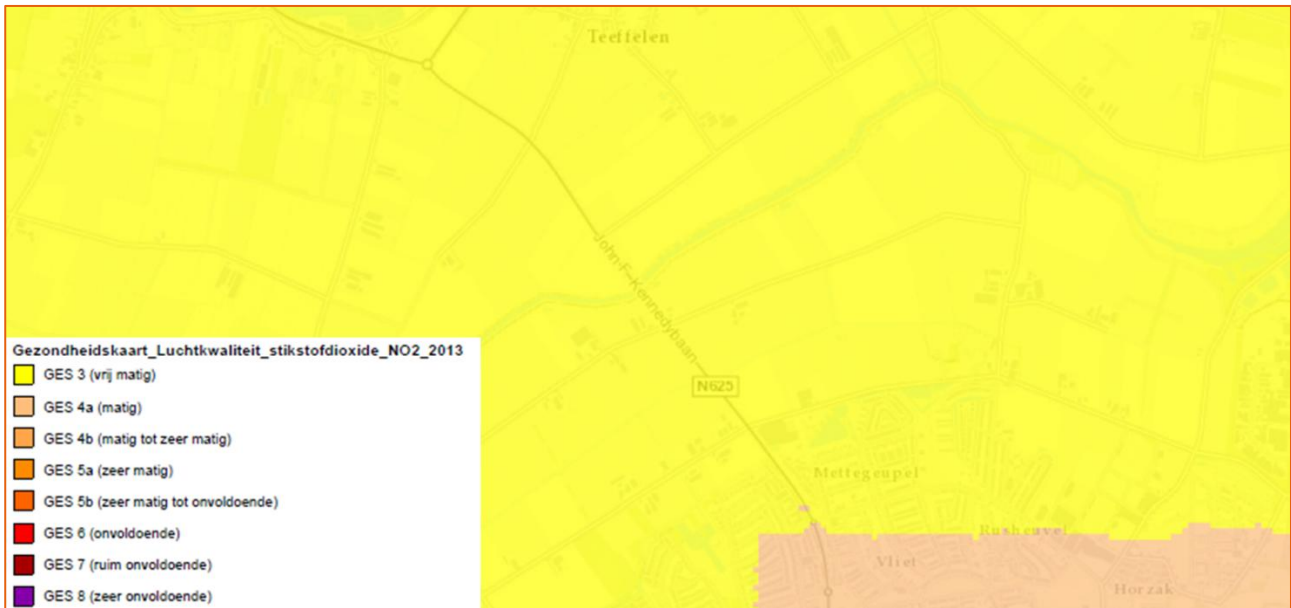 Teeffelen
John-F.-Kennedybaan
N625
Mettegeupel
Rusheuvel
Vliet
Horzak
Gezondheidskaart_Luchtkwaliteit_stikstofdioxide_NO2_2013
GES 3 (vrij matig)
GES 4a (matig)
GES 4b (matig tot zeer matig)
GES 5a (zeer matig)
GES 5b (zeer matig tot onvoldoende)
GES 6 (onvoldoende)
GES 7 (ruim onvoldoende)
GES 8 (zeer onvoldoende)